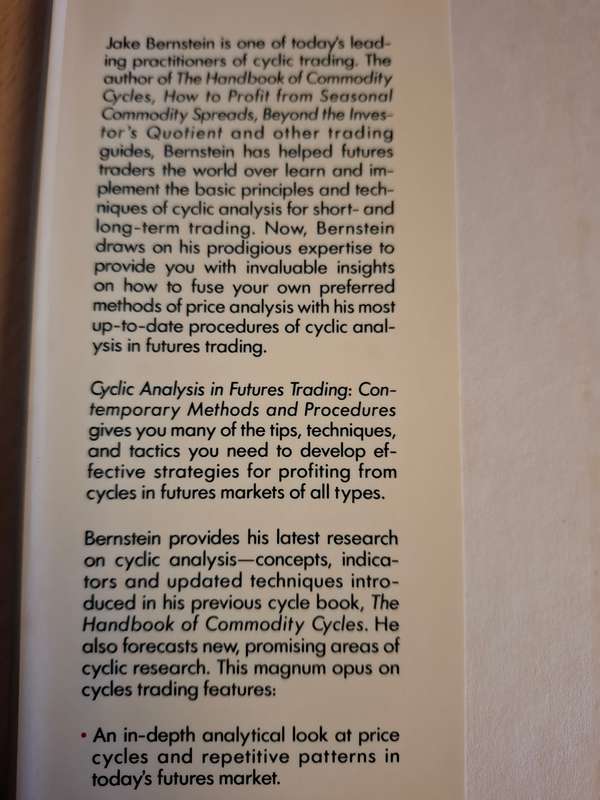 Jake Bernstein is one of today's lead-
ing practitioners of cyclic trading. The
author of The Handbook of Commodity
Cycles, How to Profit from Seasonal
Commodity Spreads, Beyond the Inves-
tor's Quotient and other trading
guides, Bernstein has helped futures
traders the world over learn and im-
plement the basic principles and tech-
niques of cyclic analysis for short- and
long-term trading. Now, Bernstein
draws on his prodigious expertise to
provide you with invaluable insights
on how to fuse your own preferred
methods of price analysis with his most
up-to-date procedures of cyclic anal-
ysis in futures trading.
Cyclic Analysis in Futures Trading: Con-
temporary Methods and Procedures
gives you many of the tips, techniques,
and tactics you need to develop ef-
fective strategies for profiting from
cycles in futures markets of all types.
Bernstein provides his latest research
on cyclic analysis—concepts, indica-
tors and updated techniques intro-
duced in his previous cycle book, The
Handbook of Commodity Cycles. He
also forecasts new, promising areas of
cyclic research. This magnum opus on
cycles trading features:
• An in-depth analytical look at price
cycles and repetitive patterns in
today's futures market.